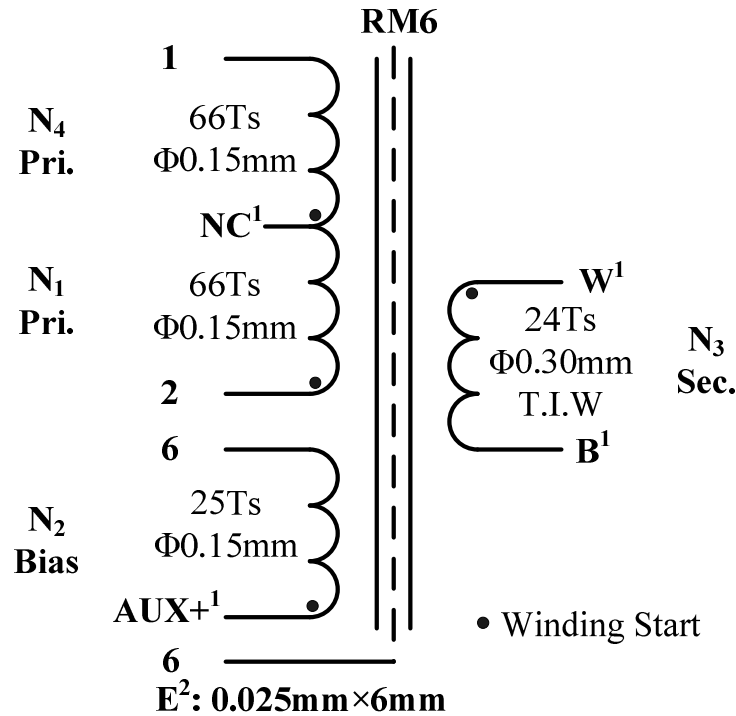 RM6
1
N₄
Pri.
66Ts
Φ0.15mm
NC¹
N₁
Pri.
66Ts
Φ0.15mm
2
W¹
24Ts
Φ0.30mm
T.I.W
B¹
N₃
Sec.
6
N₂
Bias
25Ts
Φ0.15mm
AUX+¹
6
E²: 0.025mm×6mm
Winding Start